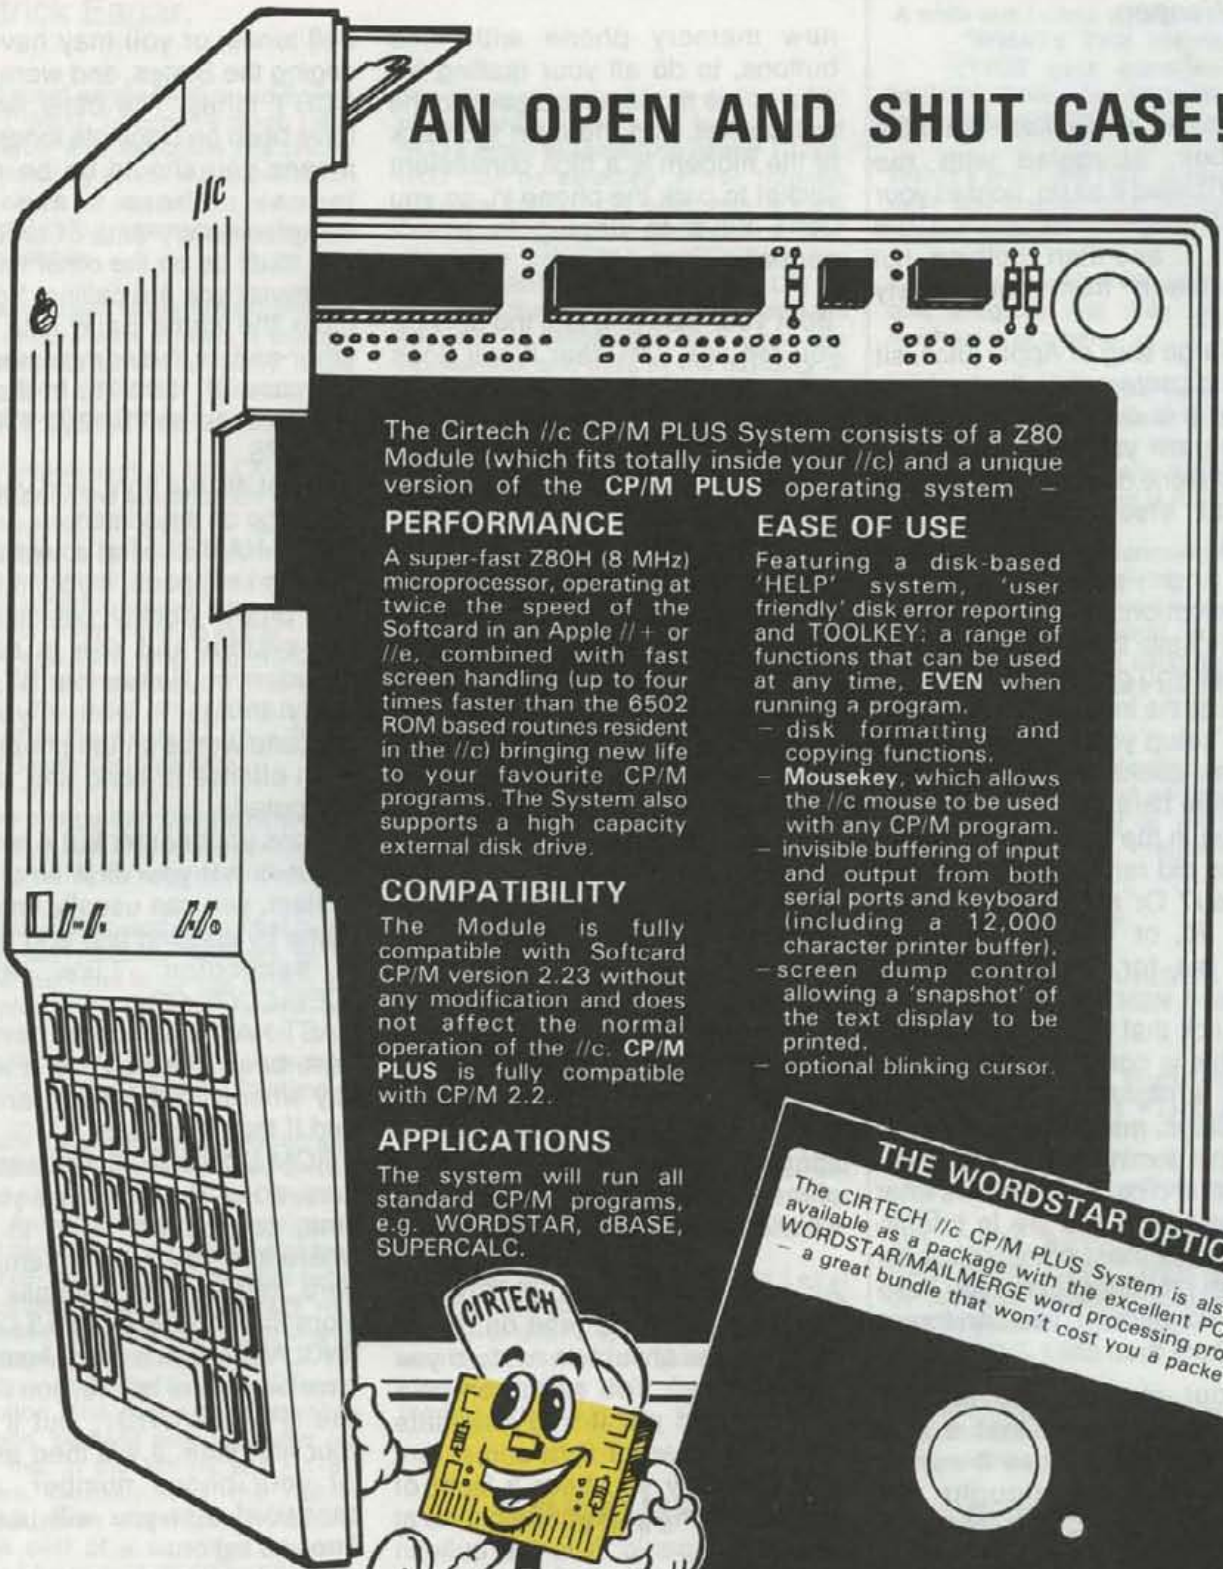 AN OPEN AND SHUT CASE
//c
The Cirtech //c CP/M PLUS System consists of a Z80
Module (which fits totally inside your //c) and a unique
version of the CP/M PLUS operating system –
PERFORMANCE
A super-fast Z80H (8 MHz)
microprocessor, operating at
twice the speed of the
Softcard in an Apple //+ or
//e, combined with fast
screen handling (up to four
times faster than the 6502
ROM based routines resident
in the //c) bringing new life
to your favourite CP/M
programs. The System also
supports a high capacity
external disk drive.
COMPATIBILITY
The Module is fully
compatible with Softcard
CP/M version 2.23 without
any modification and does
not affect the normal
operation of the //c. CP/M
PLUS is fully compatible
with CP/M 2.2.
APPLICATIONS
The system will run all
standard CP/M programs,
e.g. WORDSTAR, dBASE,
SUPERCALC.
EASE OF USE
Featuring a disk-based
'HELP' system, 'user
friendly' disk error reporting
and TOOLKEY: a range of
functions that can be used
at any time, EVEN when
running a program.
– disk formatting and
copying functions.
– Mousekey, which allows
the //c mouse to be used
with any CP/M program.
– invisible buffering of input
and output from both
serial ports and keyboard
(including a 12,000
character printer buffer).
– screen dump control
allowing a 'snapshot' of
the text display to be
printed.
– optional blinking cursor.
THE WORDSTAR OPTIO
The CIRTECH //c CP/M PLUS System is als
available as a package with the excellent PC
WORDSTAR/MAILMERGE word processing pro
– a great bundle that won't cost you a packe
CIRTECH